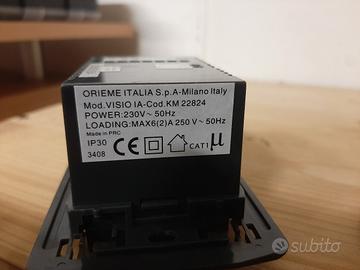 ORIEME ITALIA S.p.A-Milano Italy
Mod.VISIO IA-Cod.KM 22824
POWER:230V~50Hz
LOADING:MAX6(2)A 250V~50Hz
Made in PRC
IP30
3408
CE
CAT1 µ
subito